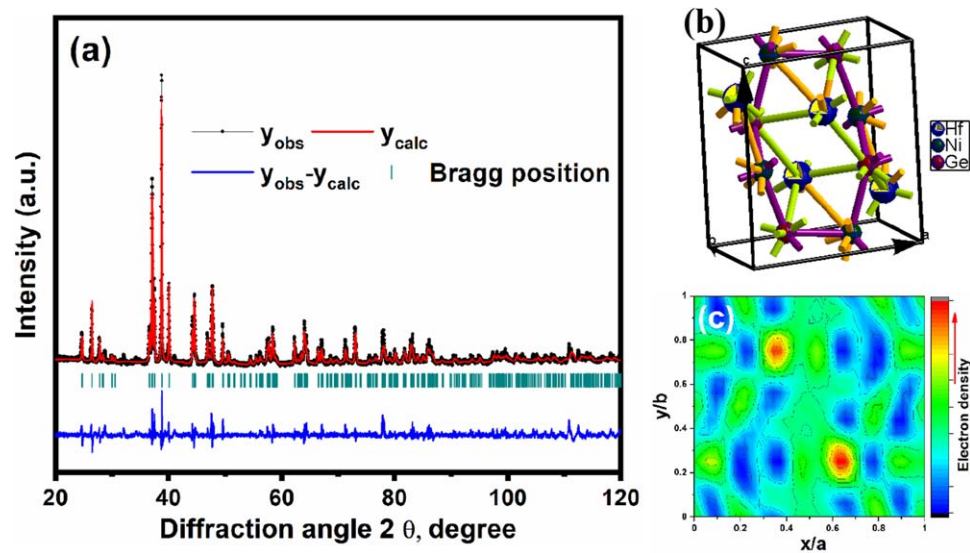 (a)
y_obs y_calc
y_obs-y_calc Bragg position
Intensity (a.u.)
20 40 60 80 100 120
Diffraction angle 2 θ, degree
(b)
c
b
a
Hf
Ni
Ge
(c)
1
0.8
0.6
0.4
0.2
0
0 0.2 0.4 0.6 0.8 1
y/b
x/a
Electron density